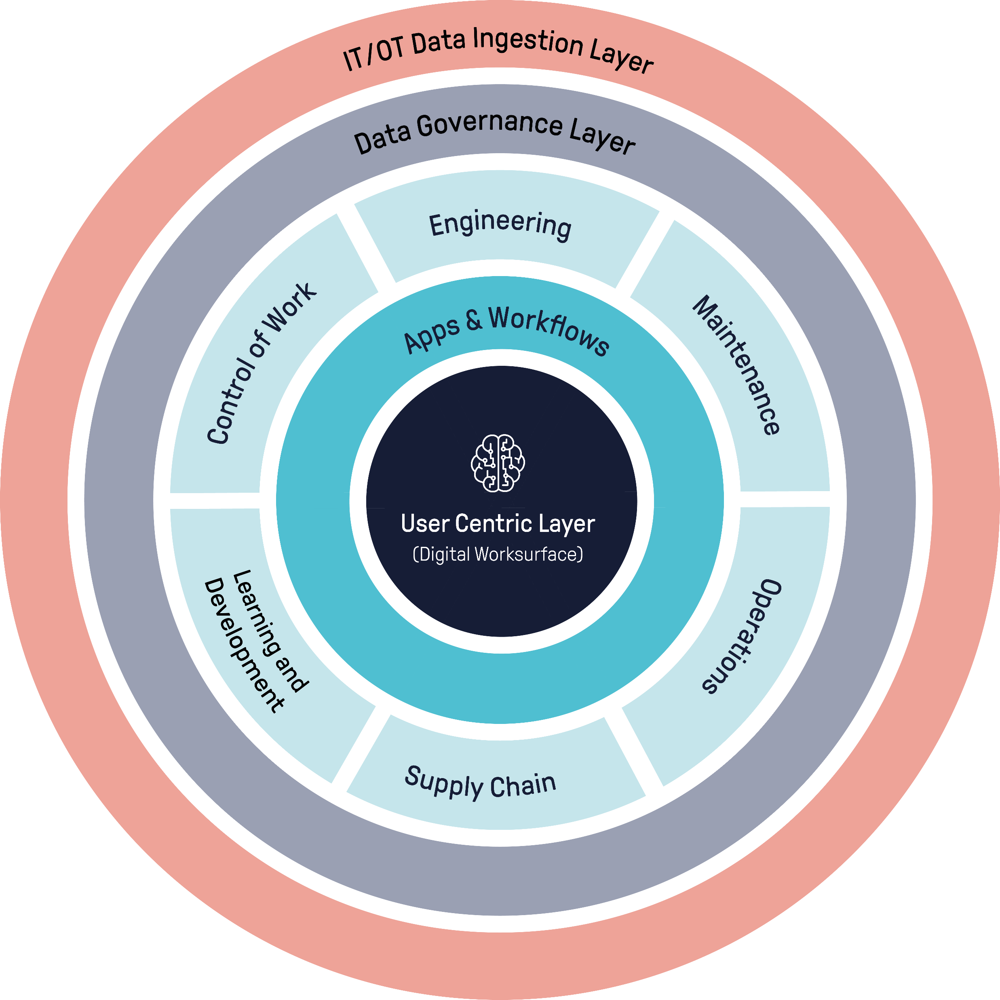 IT/OT Data Ingestion Layer
Data Governance Layer
Engineering
Maintenance
Operations
Supply Chain
Learning and
Development
Control of Work
Apps & Workflows
User Centric Layer
(Digital Worksurface)